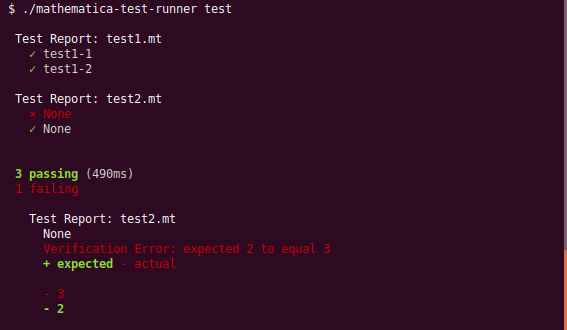 $ ./mathematica-test-runner test
Test Report: test1.mt
✓ test1-1
✓ test1-2
Test Report: test2.mt
× None
✓ None
3 passing (490ms)
1 failing
Test Report: test2.mt
None
Verification Error: expected 2 to equal 3
+ expected - actual
- 3
- 2